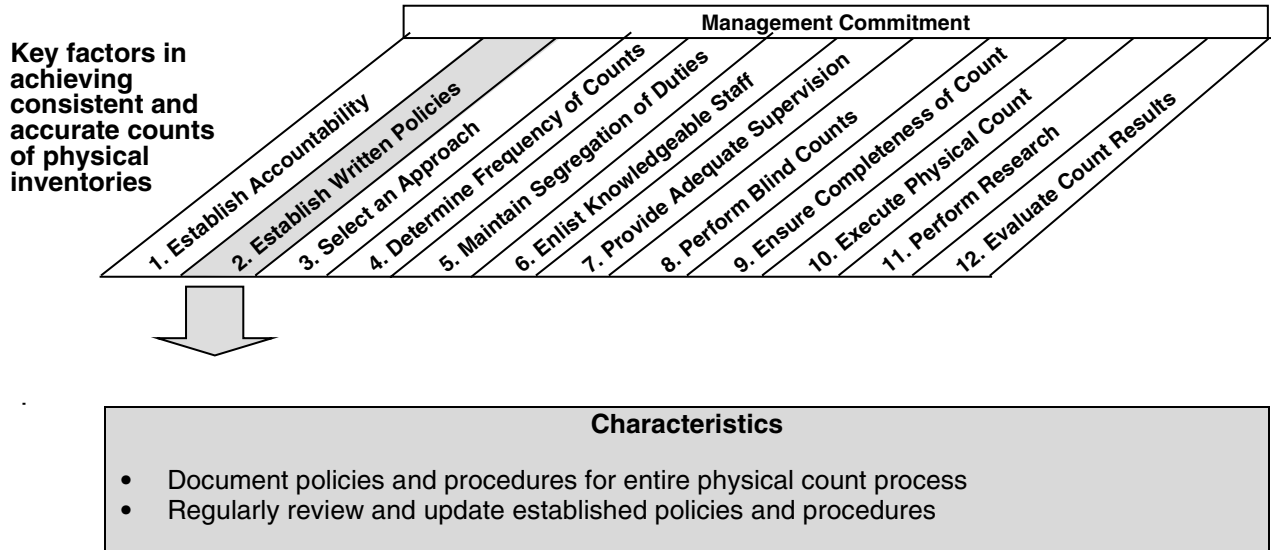 Management Commitment
Key factors in
achieving
consistent and
accurate counts
of physical
inventories
1. Establish Accountability
2. Establish Written Policies
3. Select an Approach
4. Determine Frequency of Counts
5. Maintain Segregation of Duties
6. Enlist Knowledgeable Staff
7. Provide Adequate Supervision
8. Perform Blind Counts
9. Ensure Completeness of Count
10. Execute Physical Count
11. Perform Research
12. Evaluate Count Results
.
Characteristics
• Document policies and procedures for entire physical count process
• Regularly review and update established policies and procedures